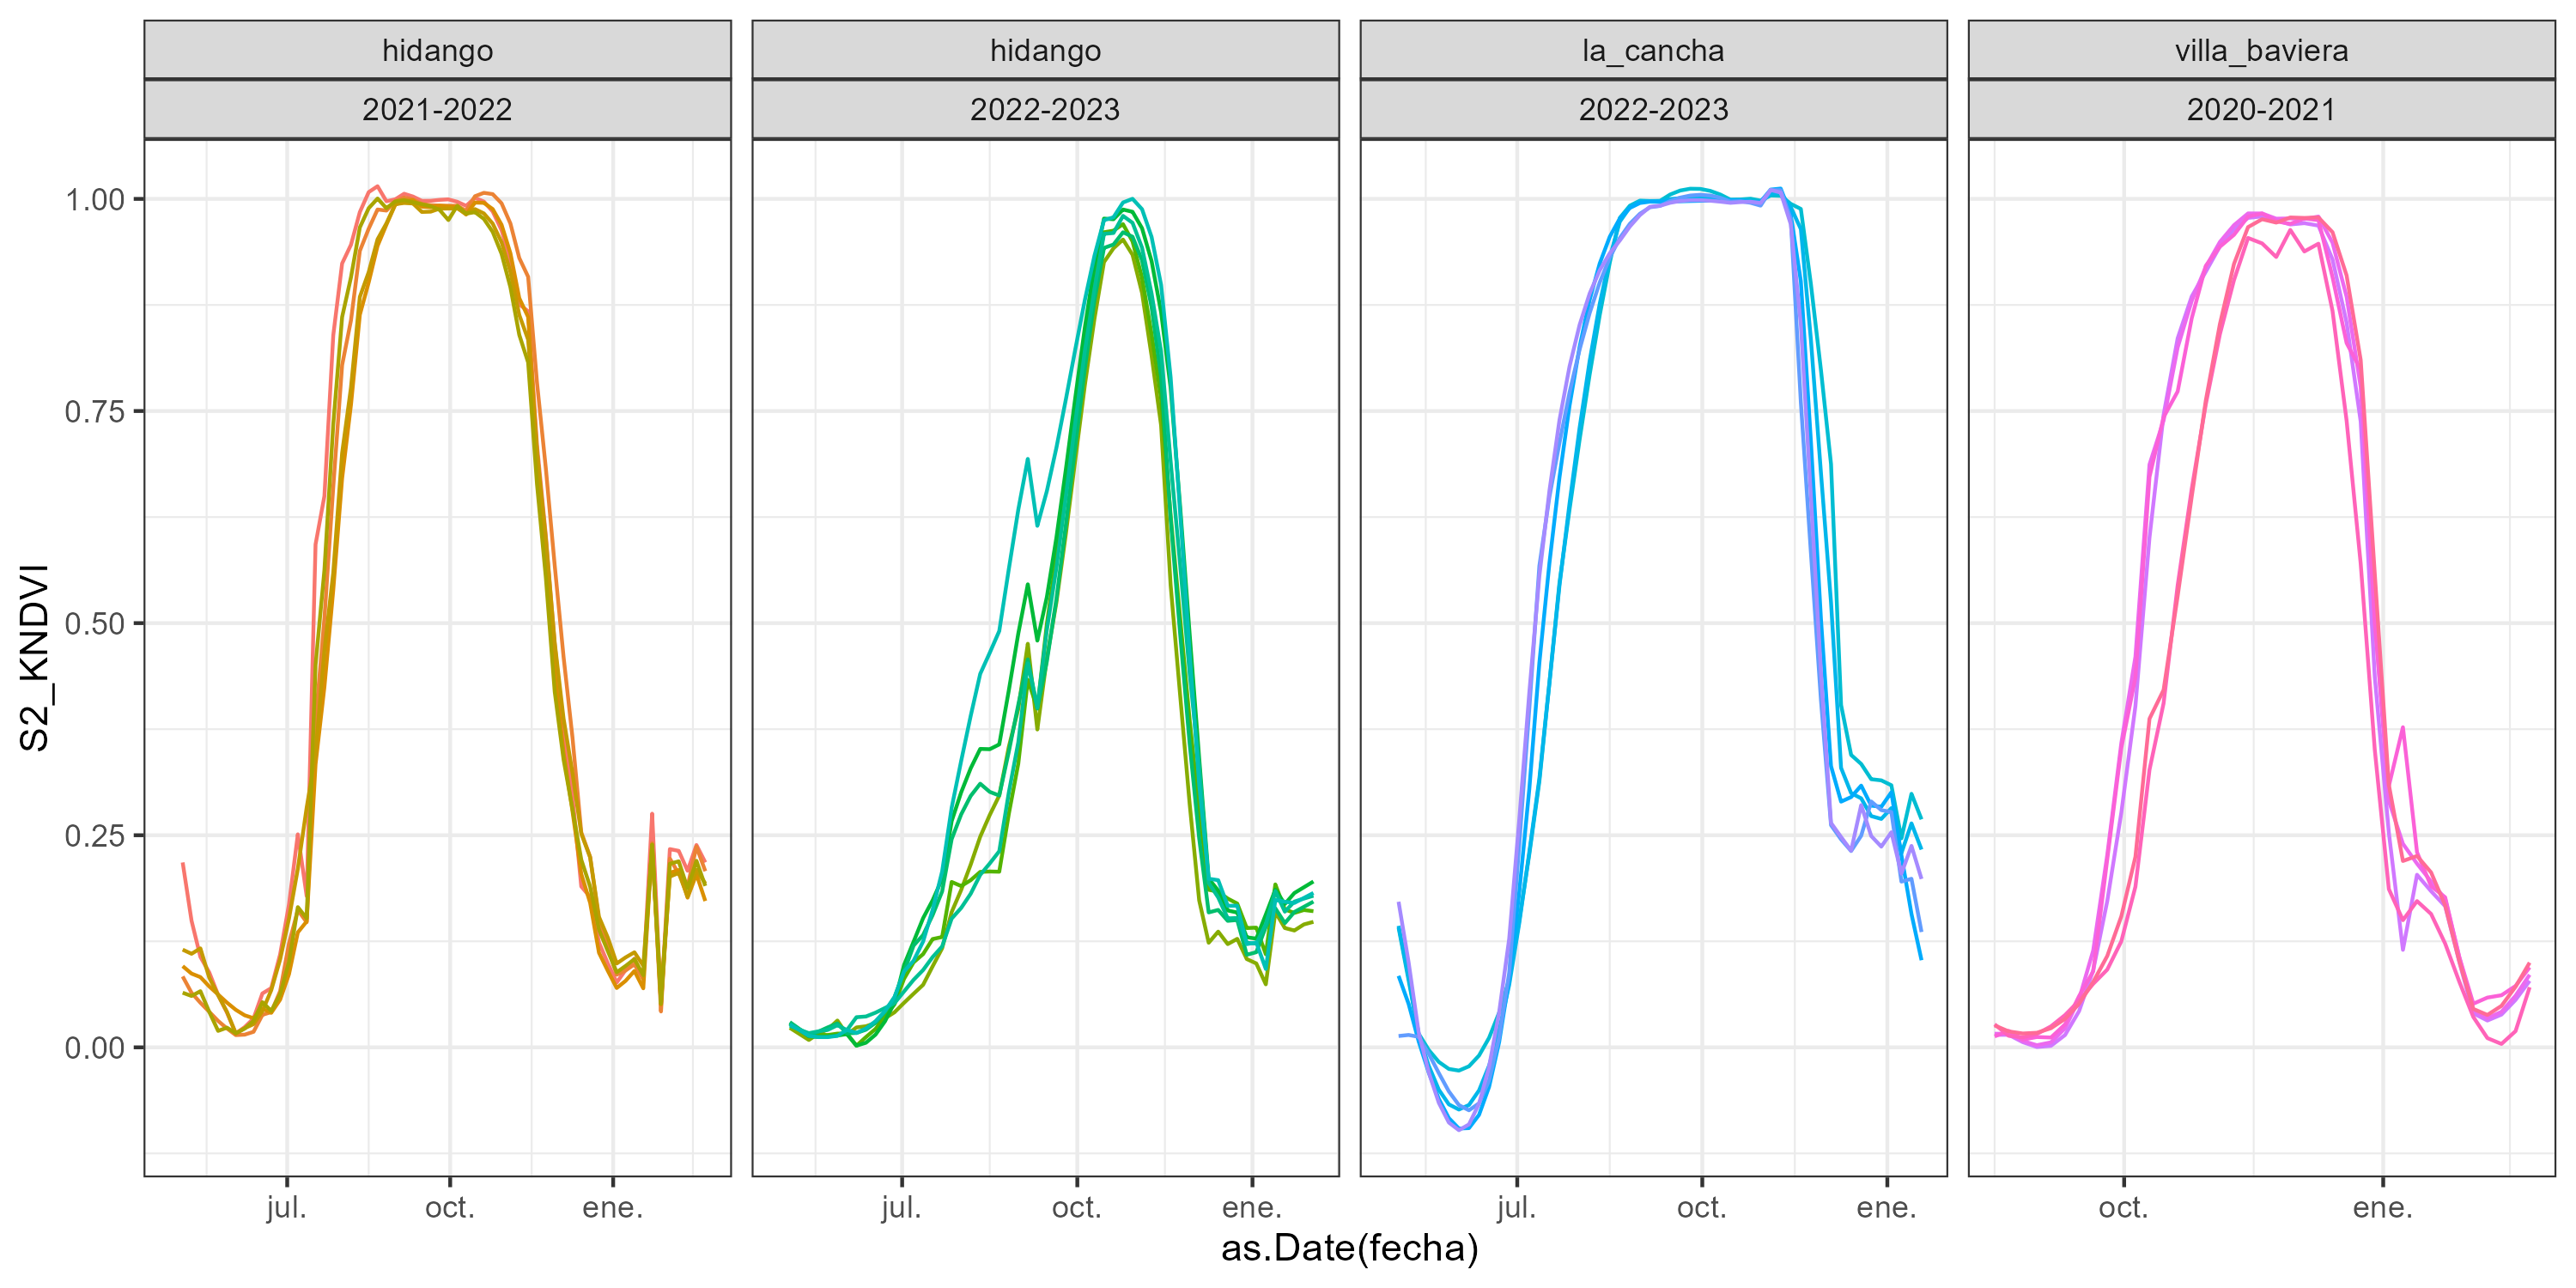 hidango
hidango
la_cancha
villa_baviera
2021-2022
2022-2023
2022-2023
2020-2021
S2_KNDVI
1.00
0.75
0.50
0.25
0.00
jul.
oct.
ene.
jul.
oct.
ene.
jul.
oct.
ene.
oct.
ene.
as.Date(fecha)